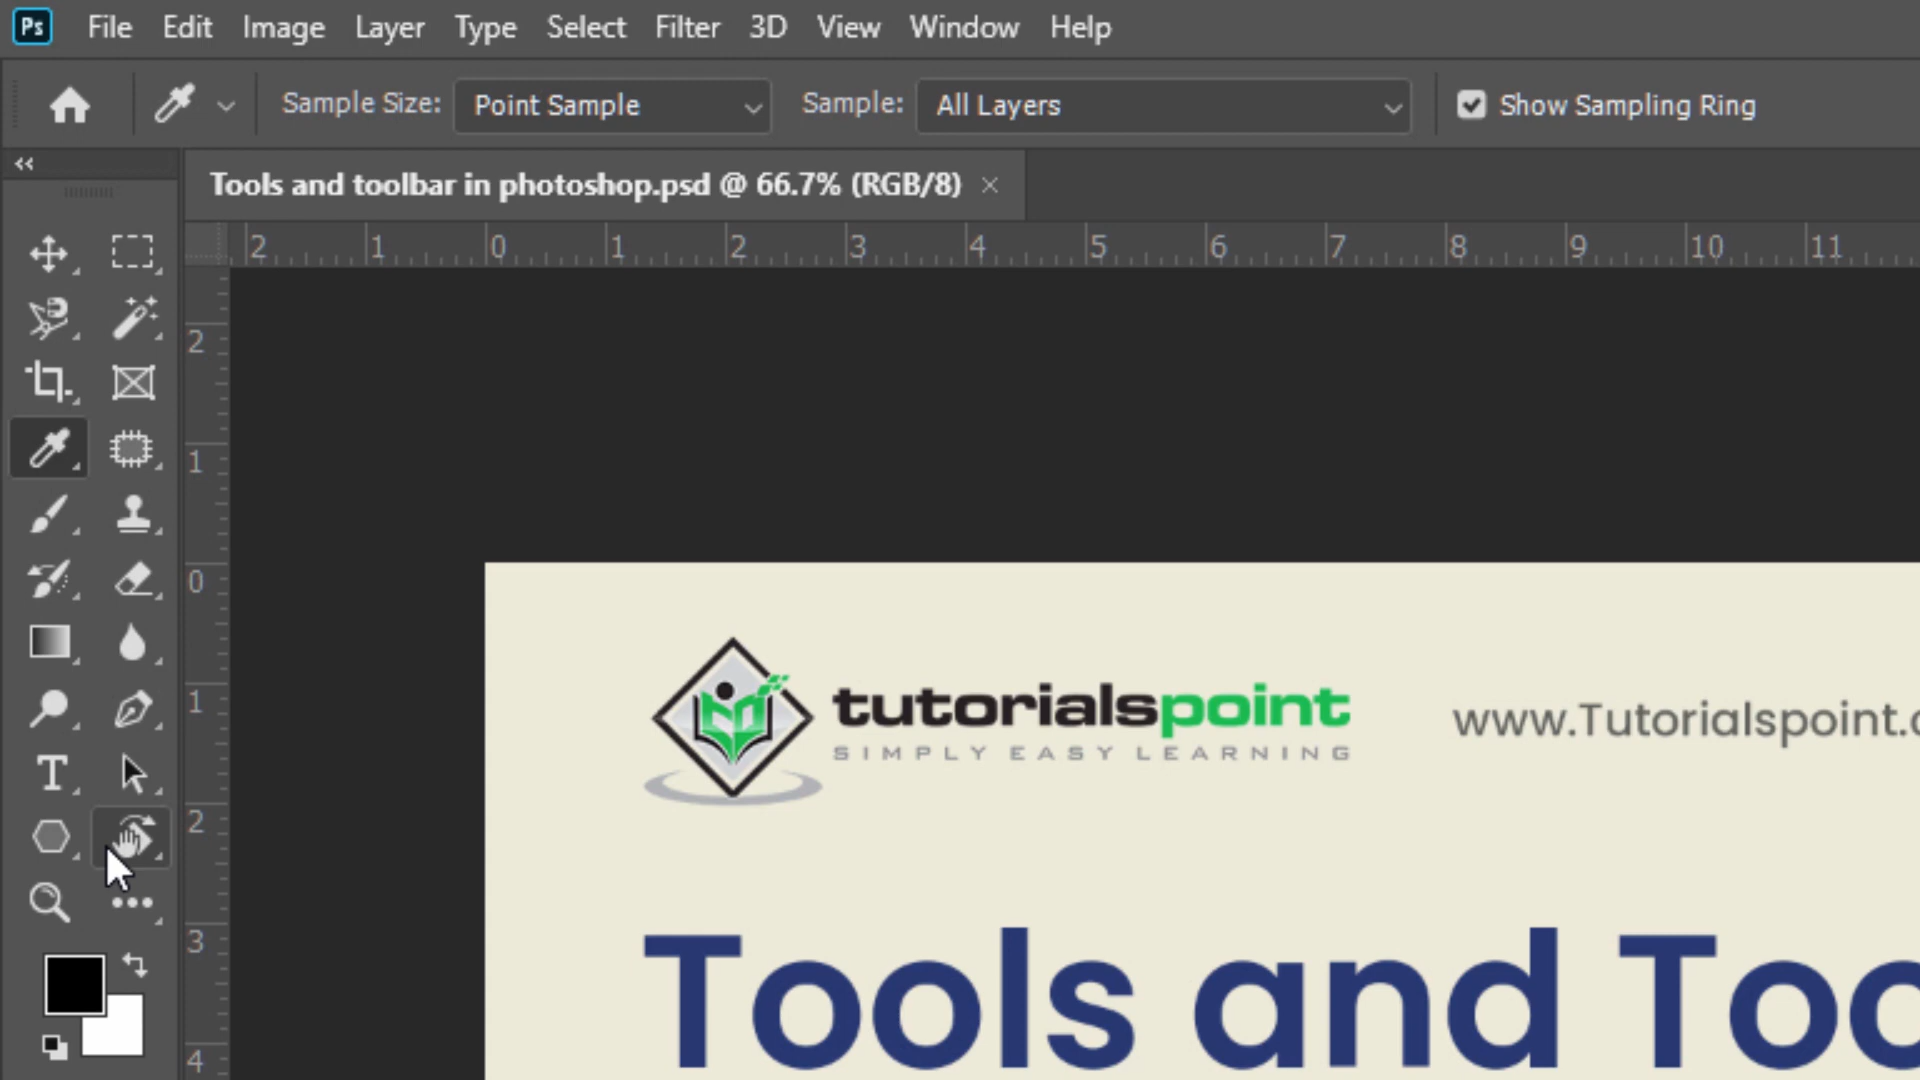 Ps File Edit Image Layer Type Select Filter 3D View Window Help
Sample Size: Point Sample Sample: All Layers Show Sampling Ring
Tools and toolbar in photoshop.psd @ 66.7% (RGB/8) ×
2 1 0 1 2 3 4 5 6 7 8 9 10 11
2
1
0
1
2
3
4
tutorialspoint
SIMPLY EASY LEARNING
www.Tutorialspoint.
Tools and Too